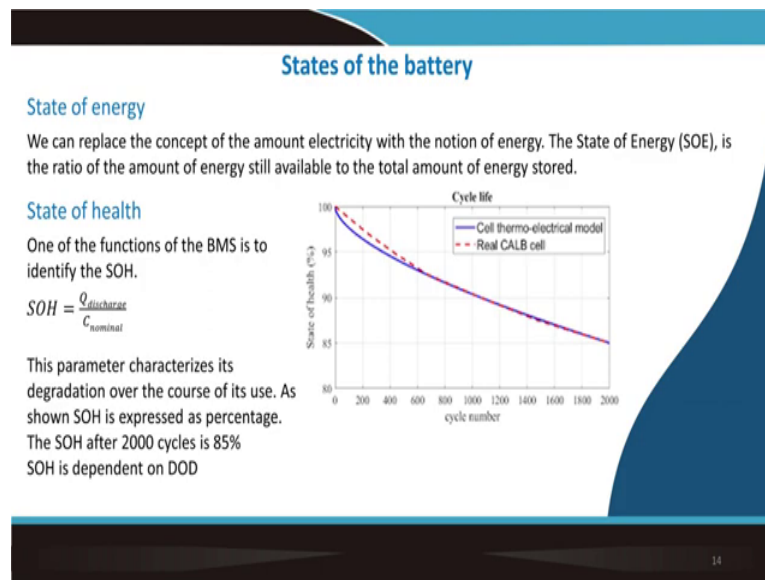 States of the battery
State of energy
We can replace the concept of the amount electricity with the notion of energy. The State of Energy (SOE), is
the ratio of the amount of energy still available to the total amount of energy stored.
State of health
One of the functions of the BMS is to
identify the SOH.
SOH = Q_discharge / C_nominal
This parameter characterizes its
degradation over the course of its use. As
shown SOH is expressed as percentage.
The SOH after 2000 cycles is 85%
SOH is dependent on DOD
Cycle life
Cell thermo-electrical model
Real CALB cell
State of health (%)
100
95
90
85
80
0 200 400 600 800 1000 1200 1400 1600 1800 2000
cycle number
14